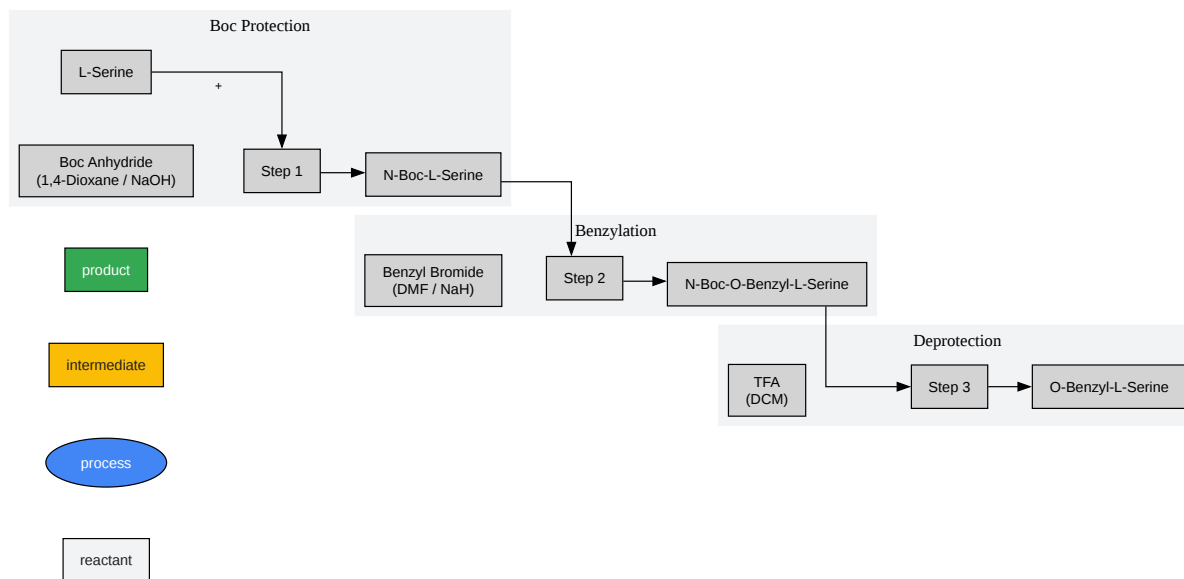 Boc Protection
L-Serine
+
Boc Anhydride
(1,4-Dioxane / NaOH)
Step 1
N-Boc-L-Serine
Benzylation
Benzyl Bromide
(DMF / NaH)
Step 2
N-Boc-O-Benzyl-L-Serine
Deprotection
TFA
(DCM)
Step 3
O-Benzyl-L-Serine
product
intermediate
process
reactant